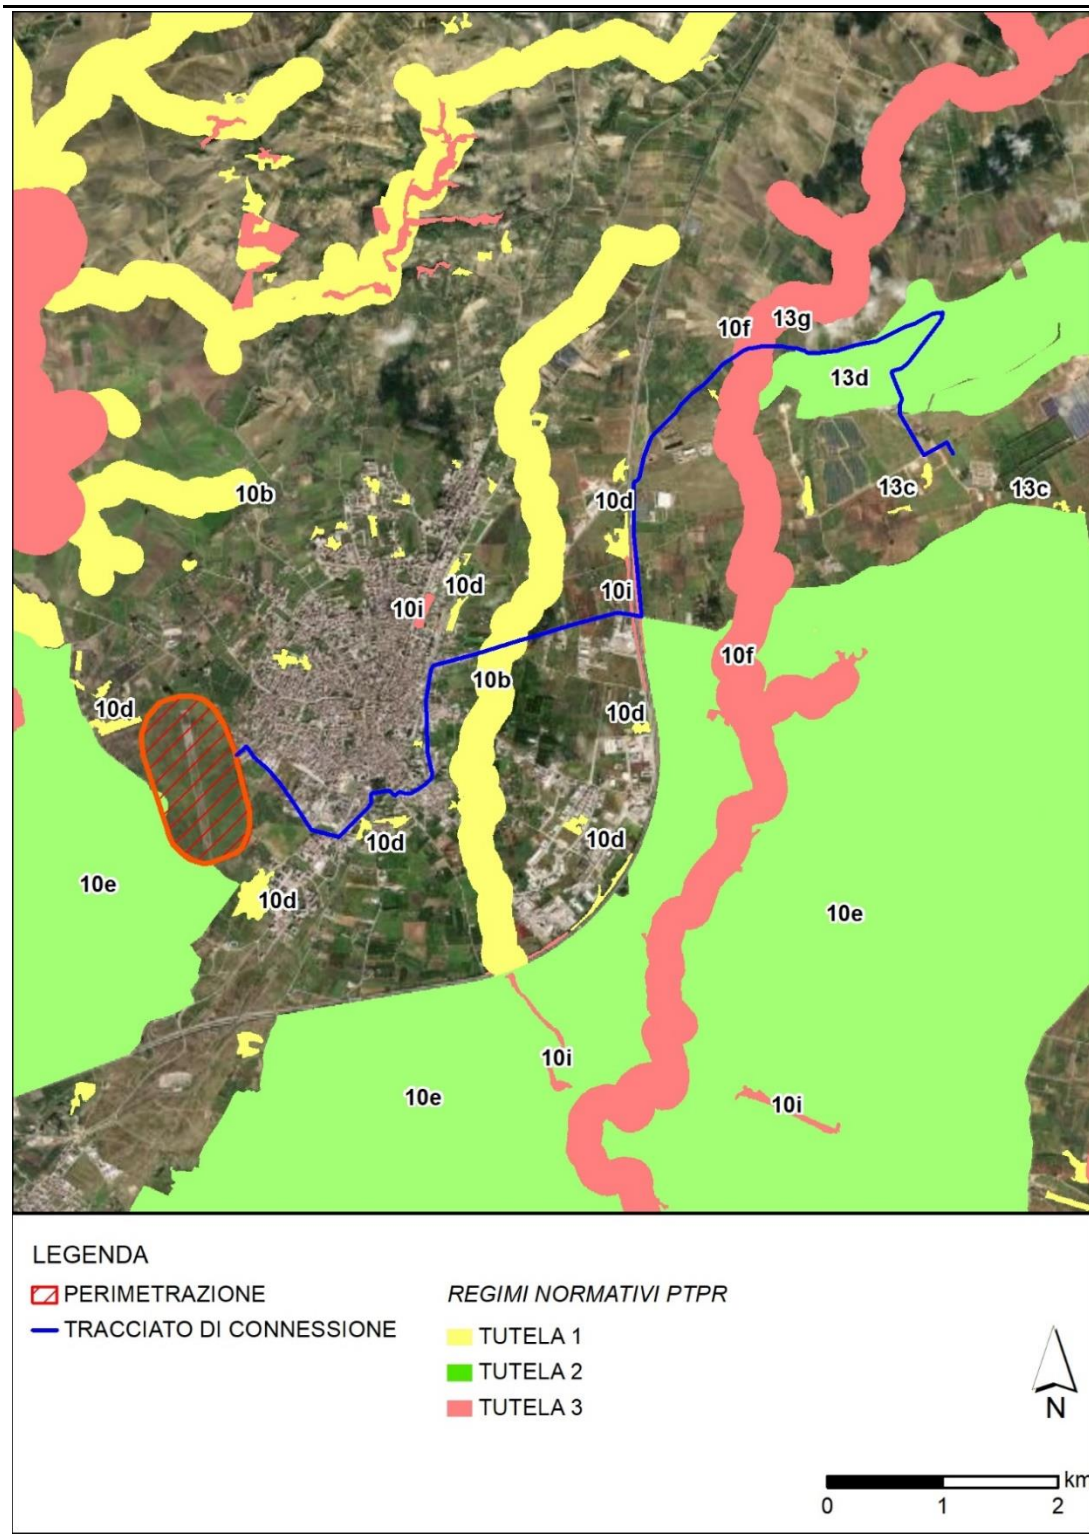 10f
13g
13d
10b
10d
13c
13c
10d
10i
10i
10f
10b
10d
10d
10d
10d
10e
10d
10e
10i
10e
10i
LEGENDA
PERIMETRAZIONE
TRACCIATO DI CONNESSIONE
REGIMI NORMATIVI PTPR
TUTELA 1
TUTELA 2
TUTELA 3
N
km
0 1 2